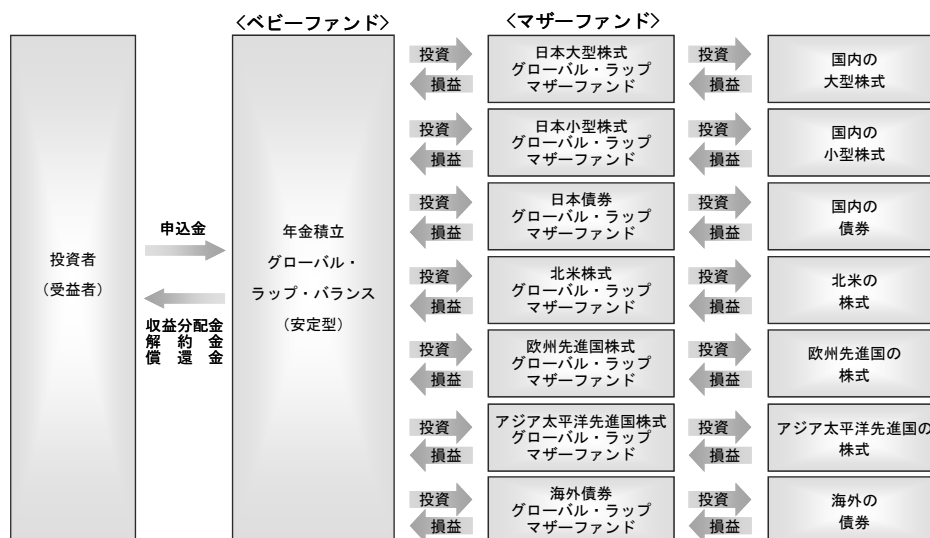 〈ベビーファンド〉
〈マザーファンド〉
投資者
(受益者)
申込金
収益分配金
解約金
償還金
年金積立
グローバル・
ラップ・バランス
(安定型)
投資
損益
日本大型株式
グローバル・ラップ
マザーファンド
投資
損益
国内の
大型株式
投資
損益
日本小型株式
グローバル・ラップ
マザーファンド
投資
損益
国内の
小型株式
投資
損益
日本債券
グローバル・ラップ
マザーファンド
投資
損益
国内の
債券
投資
損益
北米株式
グローバル・ラップ
マザーファンド
投資
損益
北米の
株式
投資
損益
欧州先進国株式
グローバル・ラップ
マザーファンド
投資
損益
欧州先進国の
株式
投資
損益
アジア太平洋先進国株式
グローバル・ラップ
マザーファンド
投資
損益
アジア太平洋先進国の
株式
投資
損益
海外債券
グローバル・ラップ
マザーファンド
投資
損益
海外の
債券